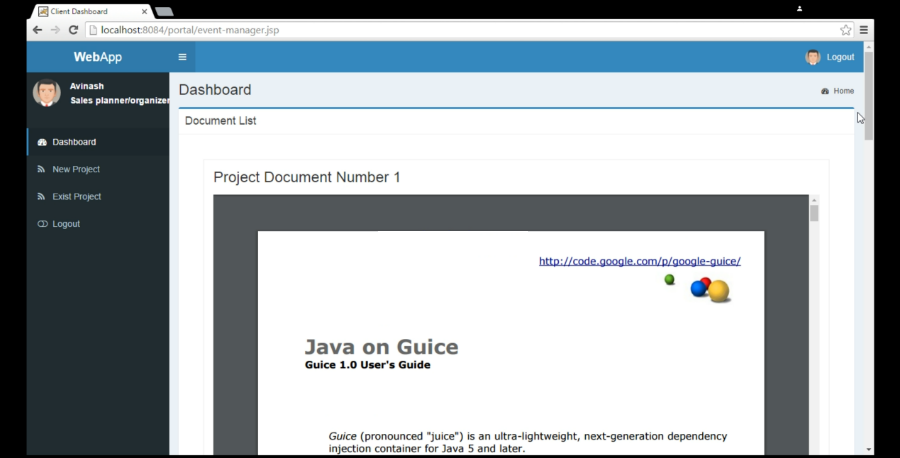 Client Dashboard
localhost:8084/portal/event-manager.jsp
WebApp
Logout
Avinash
Sales planner/organizer
Dashboard
New Project
Exist Project
Logout
Dashboard
Home
Document List
Project Document Number 1
http://code.google.com/p/google-guice/
Java on Guice
Guice 1.0 User's Guide
Guice (pronounced "juice") is an ultra-lightweight, next-generation dependency
injection container for Java 5 and later.